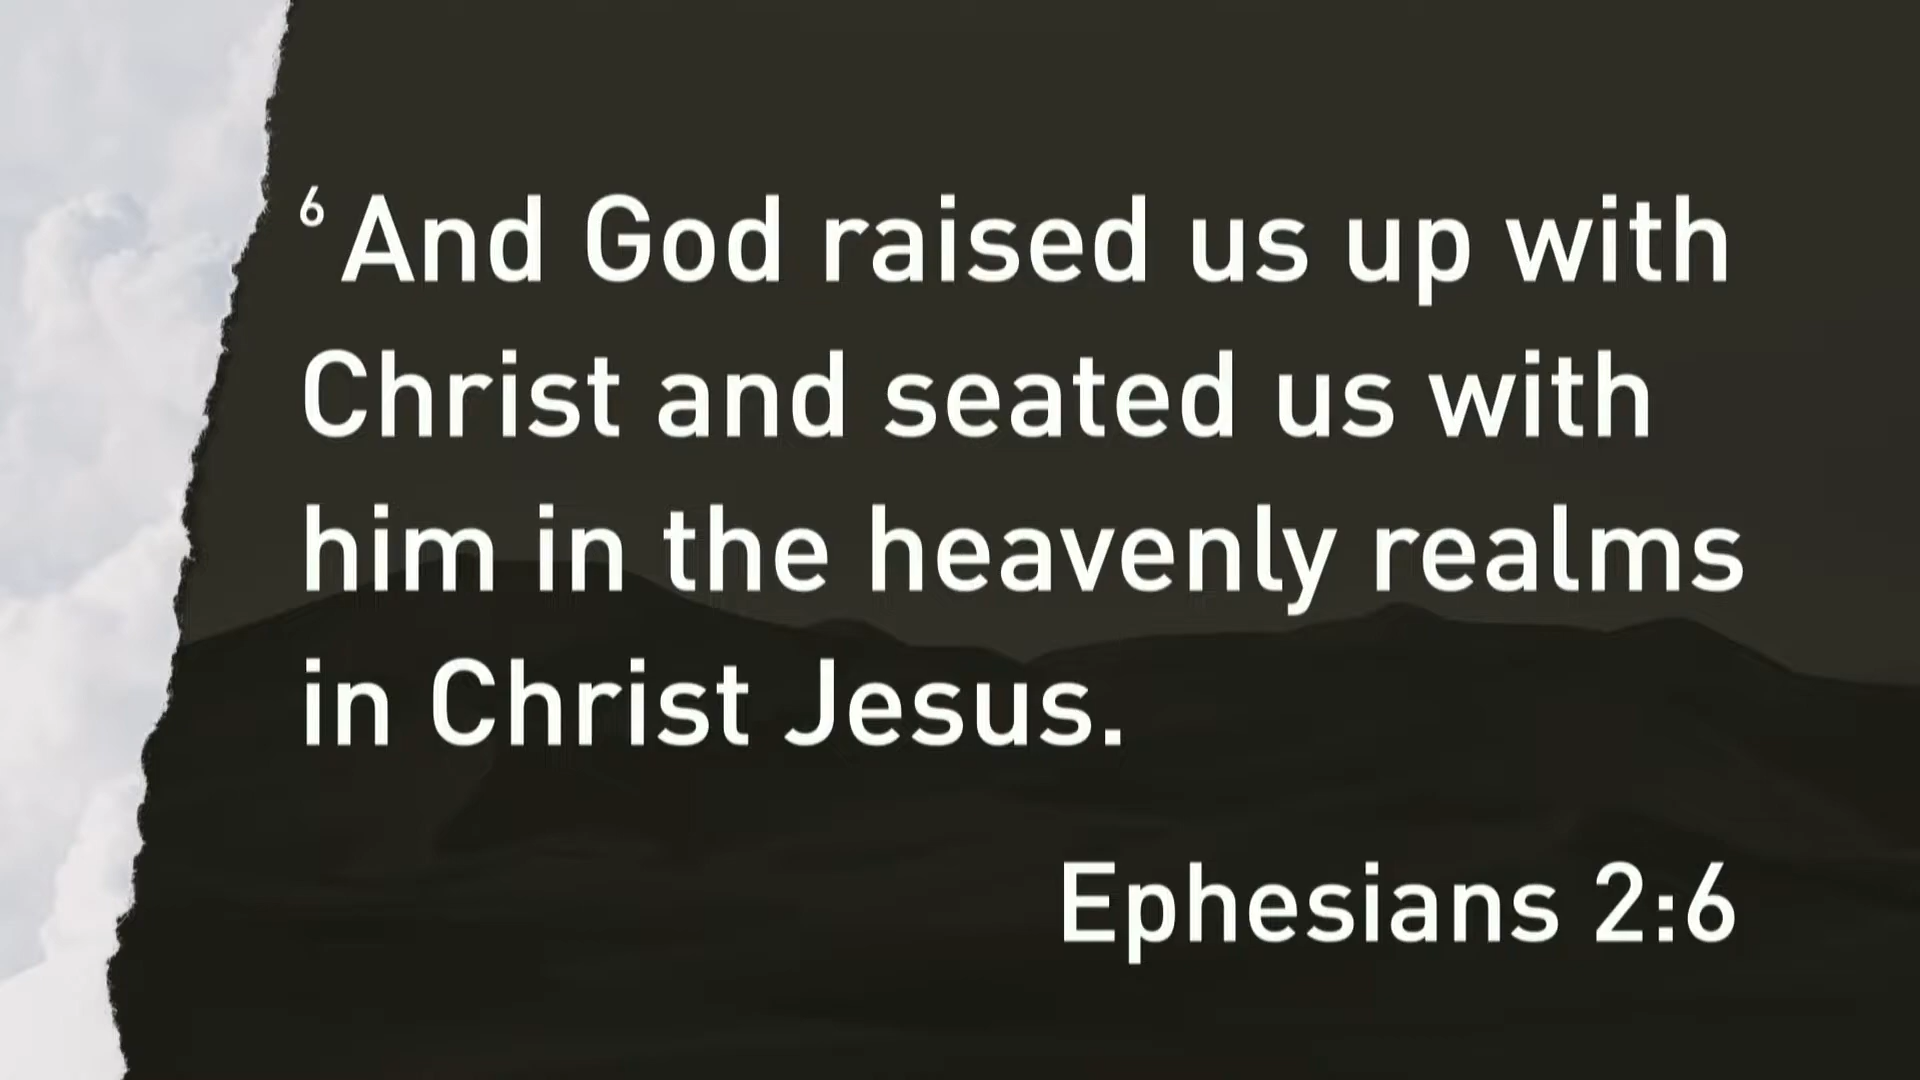 ⁶ And God raised us up with
Christ and seated us with
him in the heavenly realms
in Christ Jesus.
Ephesians 2:6